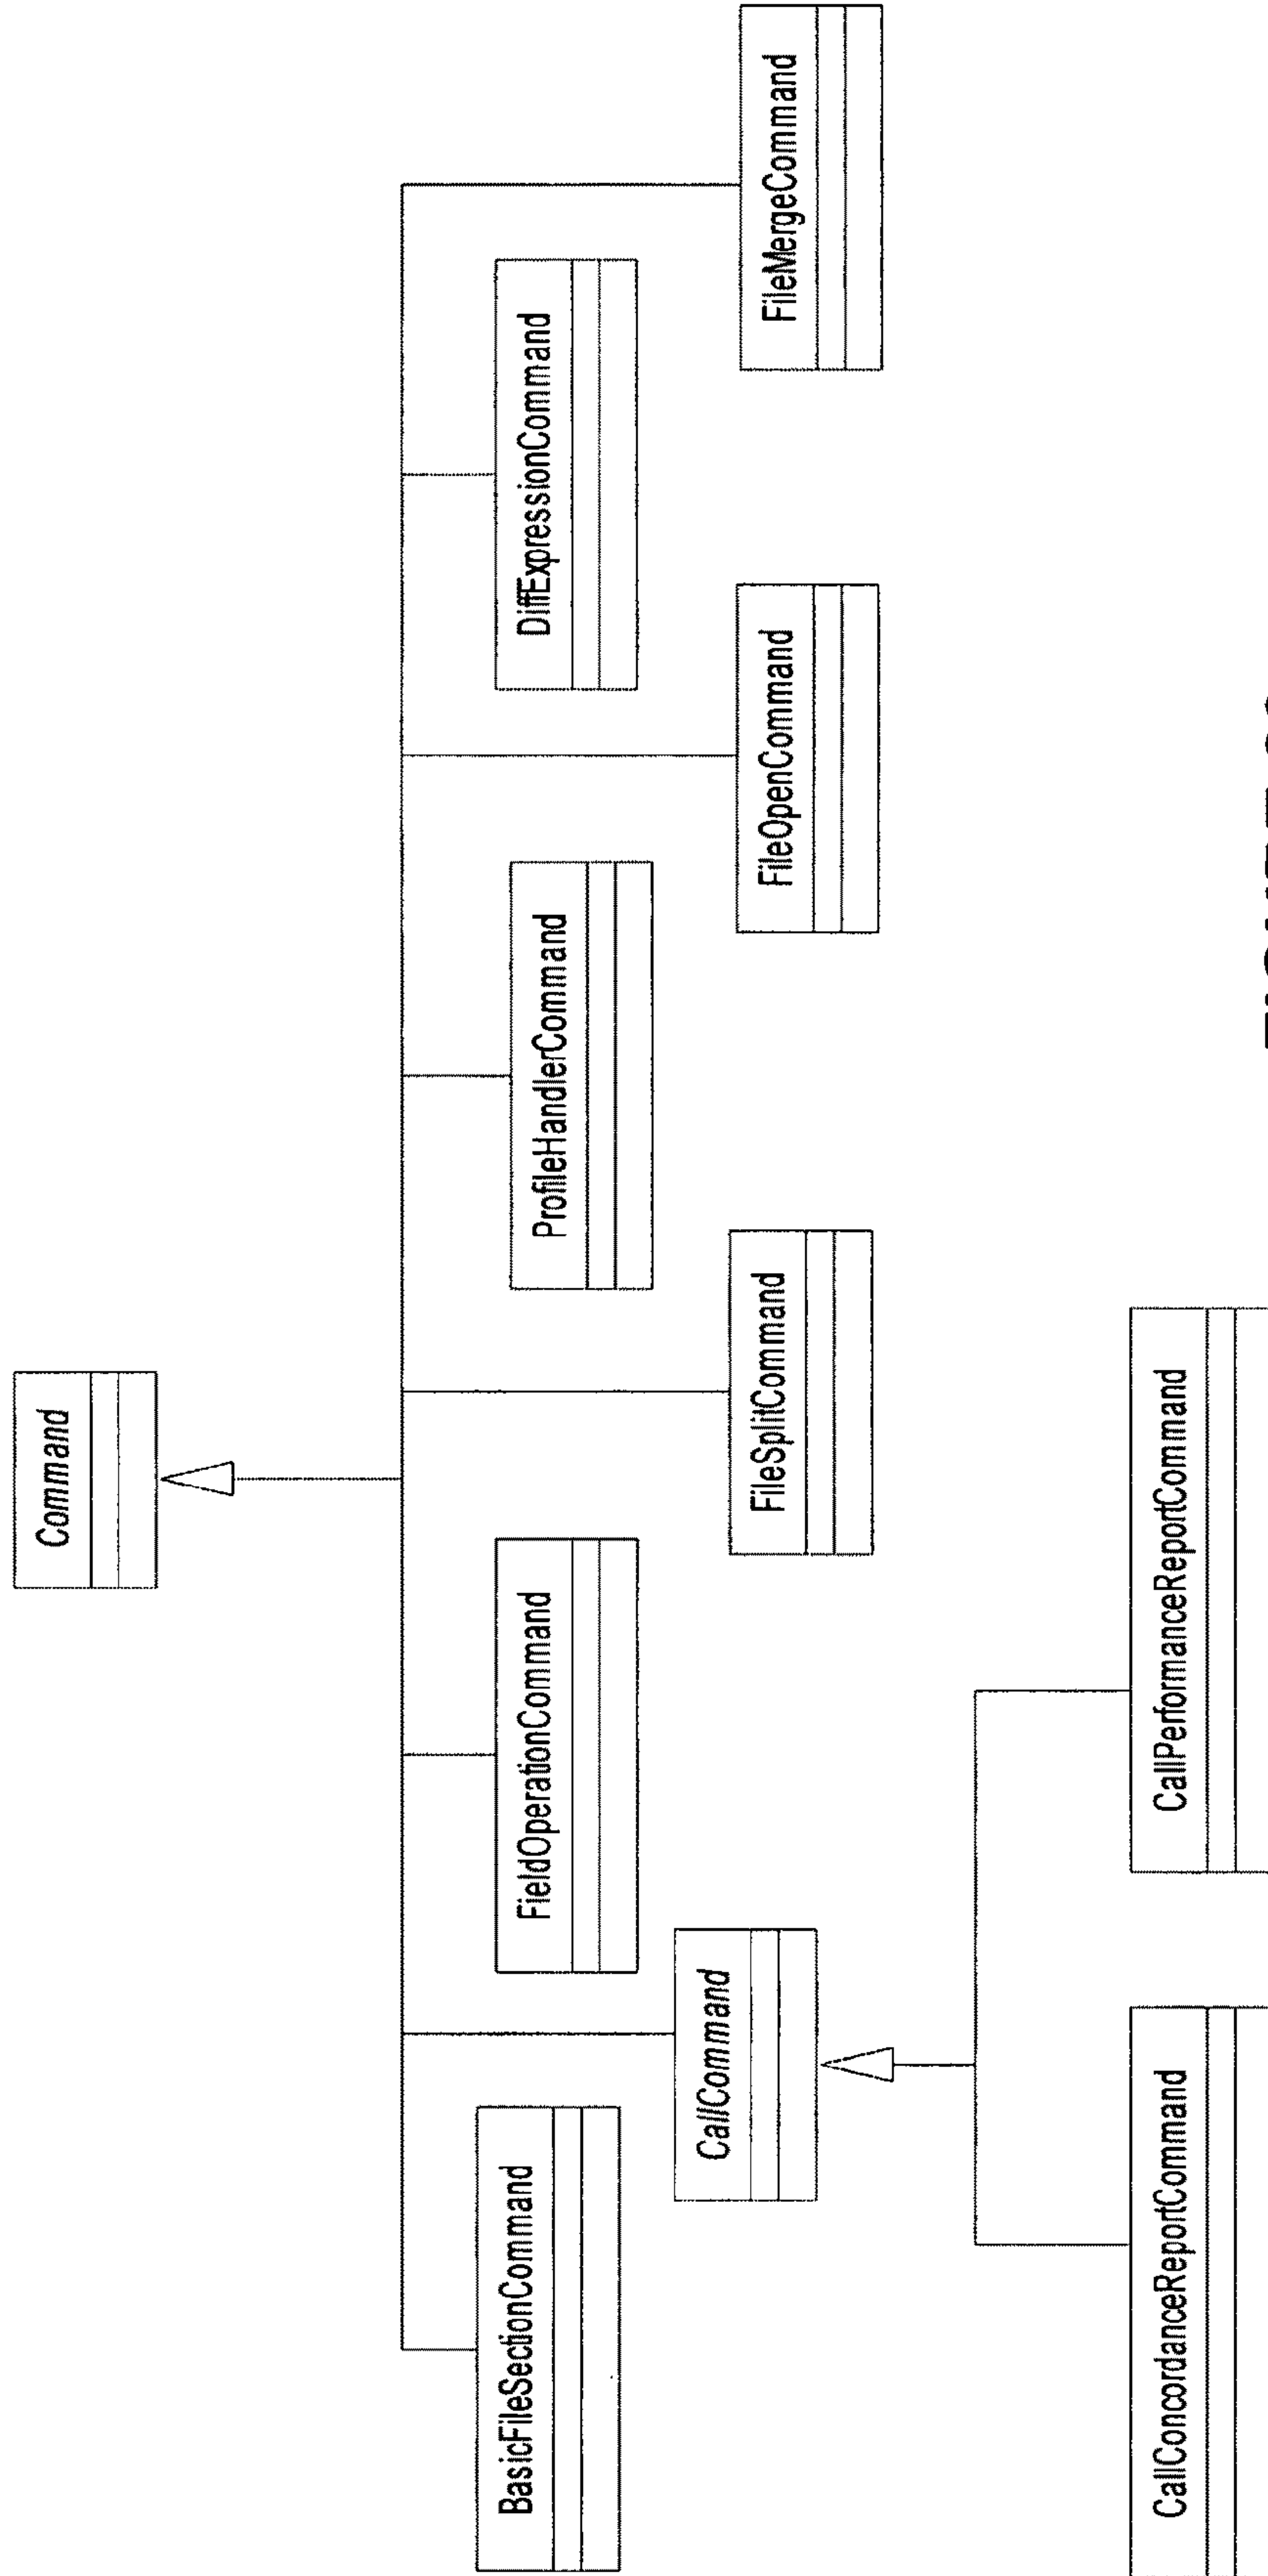 Command
BasicFileSectionCommand
FieldOperationCommand
ProfileHandlerCommand
DiffExpressionCommand
CallCommand
FileSplitCommand
FileOpenCommand
FileMergeCommand
CallConcordanceReportCommand
CallPerformanceReportCommand